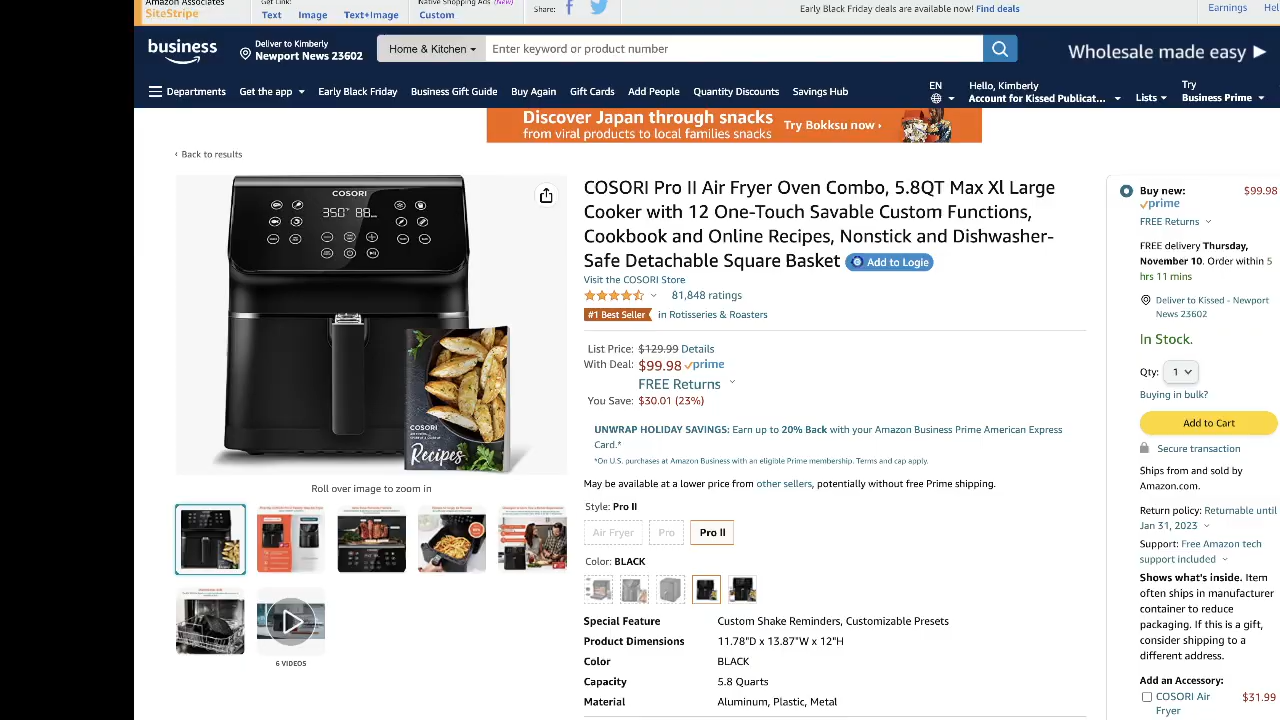 Amazon Associates
SiteStripe
Get Link:
Text Image Text+Image
Native Shopping Ads (New)
Custom
Share:
Early Black Friday deals are available now! Find deals
Earnings
business
Deliver to Kimberly
Newport News 23602
Home & Kitchen
Enter keyword or product number
Wholesale made easy ▶
Departments
Get the app
Early Black Friday
Business Gift Guide
Buy Again
Gift Cards
Add People
Quantity Discounts
Savings Hub
EN
Hello, Kimberly
Account for Kissed Publicat...
Lists
Try
Business Prime
Discover Japan through snacks
from viral products to local families snacks
Try Bokksu now ›
‹ Back to results
COSORI
350° 88
COSORI
Recipes
Roll over image to zoom in
6 VIDEOS
COSORI Pro II Air Fryer Oven Combo, 5.8QT Max Xl Large
Cooker with 12 One-Touch Savable Custom Functions,
Cookbook and Online Recipes, Nonstick and Dishwasher-
Safe Detachable Square Basket Add to Logie
Visit the COSORI Store
81,848 ratings
#1 Best Seller in Rotisseries & Roasters
List Price: $129.99 Details
With Deal: $99.98 prime
FREE Returns
You Save: $30.01 (23%)
UNWRAP HOLIDAY SAVINGS: Earn up to 20% Back with your Amazon Business Prime American Express
Card.*
*On U.S. purchases at Amazon Business with an eligible Prime membership. Terms and cap apply.
May be available at a lower price from other sellers, potentially without free Prime shipping.
Style: Pro II
Air Fryer Pro Pro II
Color: BLACK
Special Feature Custom Shake Reminders, Customizable Presets
Product Dimensions 11.78"D x 13.87"W x 12"H
Color BLACK
Capacity 5.8 Quarts
Material Aluminum, Plastic, Metal
Buy new: $99.98
prime
FREE Returns
FREE delivery Thursday,
November 10. Order within 5
hrs 11 mins
Deliver to Kissed - Newport
News 23602
In Stock.
Qty: 1
Buying in bulk?
Add to Cart
Secure transaction
Ships from and sold by
Amazon.com.
Return policy: Returnable until
Jan 31, 2023
Support: Free Amazon tech
support included
Shows what's inside. Item
often ships in manufacturer
container to reduce
packaging. If this is a gift,
consider shipping to a
different address.
Add an Accessory:
COSORI Air $31.99
Fryer